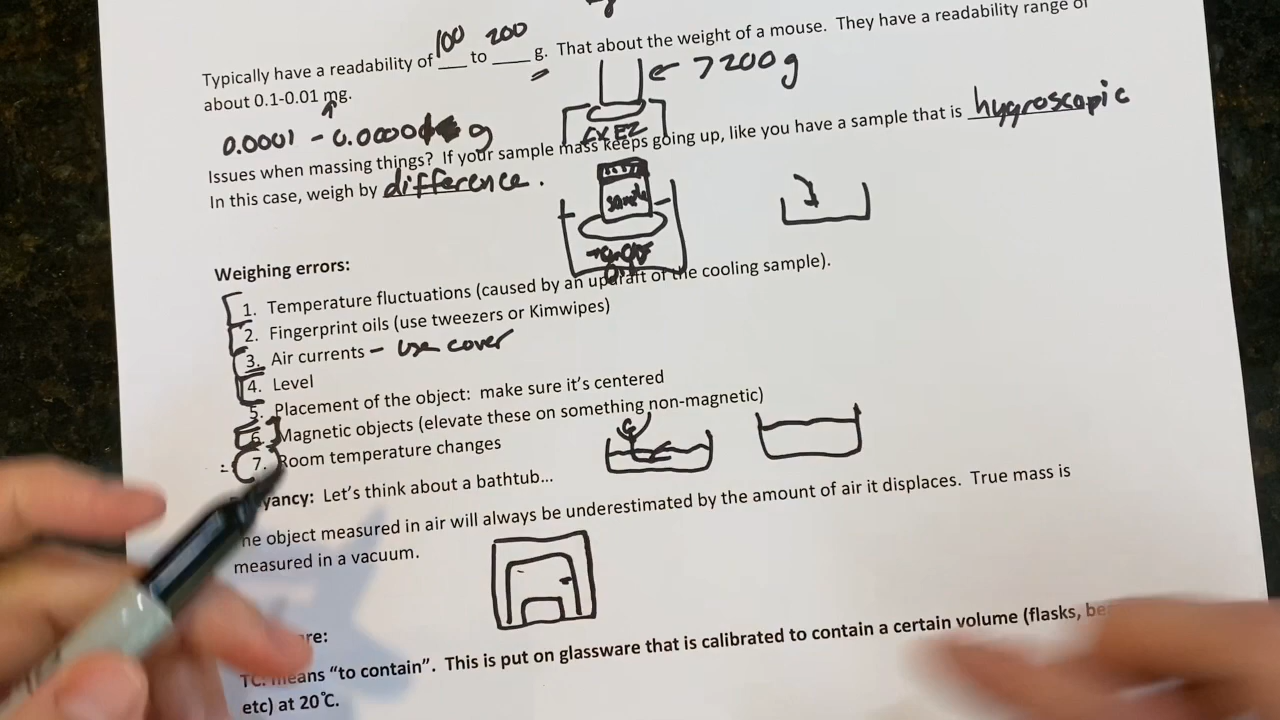 Typically have a readability of 100 to 200 g. That about the weight of a mouse. They have a readability range of
← 7200g
about 0.1-0.01 mg.
0.0001 - 0.0000 g
Issues when massing things? If your sample mass keeps going up, like you have a sample that is hygroscopic
In this case, weigh by difference.
sample
Weighing errors:
1. Temperature fluctuations (caused by an updraft of the cooling sample).
2. Fingerprint oils (use tweezers or Kimwipes)
3. Air currents – use cover
4. Level
5. Placement of the object: make sure it's centered
6. Magnetic objects (elevate these on something non-magnetic)
7. Room temperature changes
yancy: Let's think about a bathtub...
he object measured in air will always be underestimated by the amount of air it displaces. True mass is
measured in a vacuum.
re:
TC: means "to contain". This is put on glassware that is calibrated to contain a certain volume (flasks, be
etc) at 20℃.